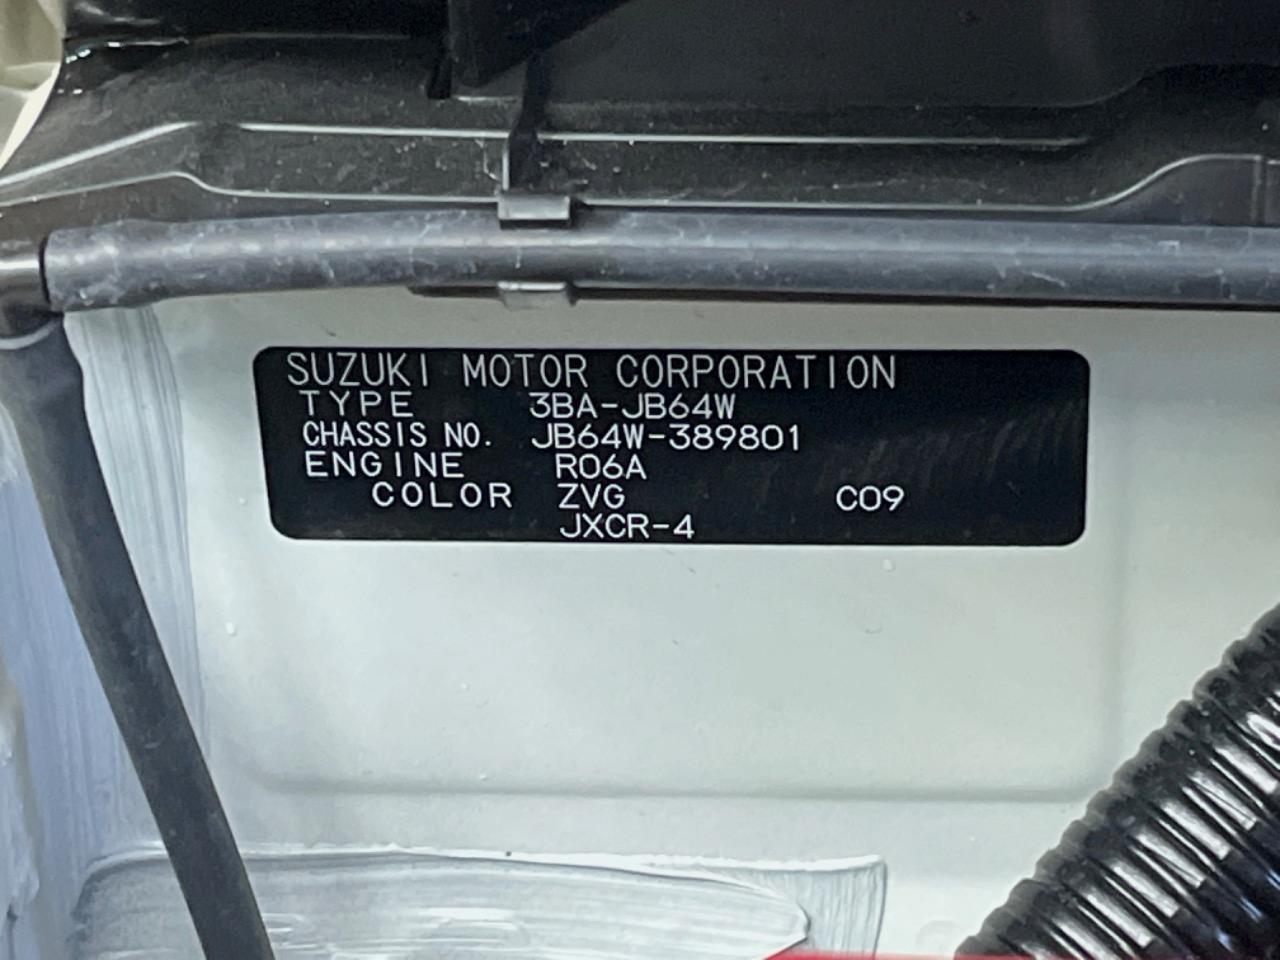 SUZUKI MOTOR CORPORATION
TYPE 3BA-JB64W
CHASSIS NO. JB64W-389801
ENGINE R06A
COLOR ZVG C09
JXCR-4